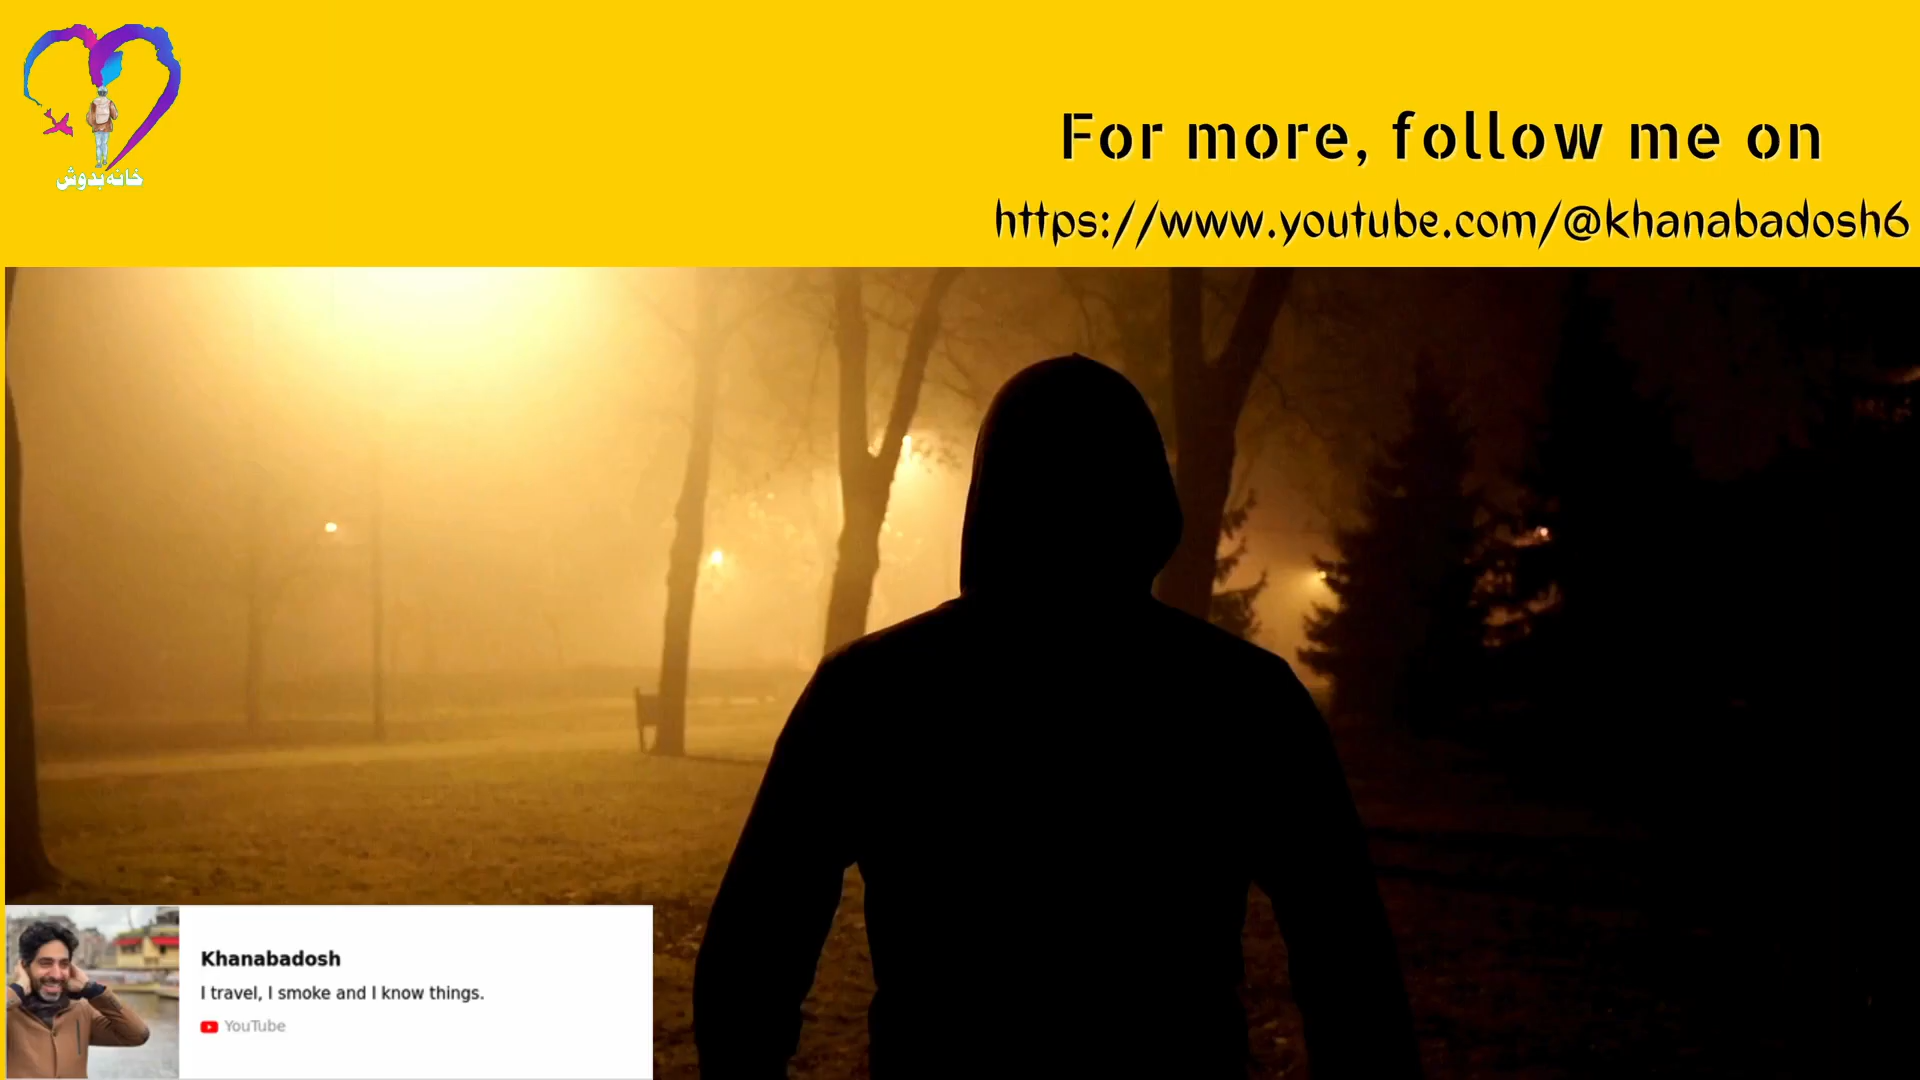 خانه‌بدوش
For more, follow me on
https://www.youtube.com/@khanabadosh6
Khanabadosh
I travel, I smoke and I know things.
YouTube